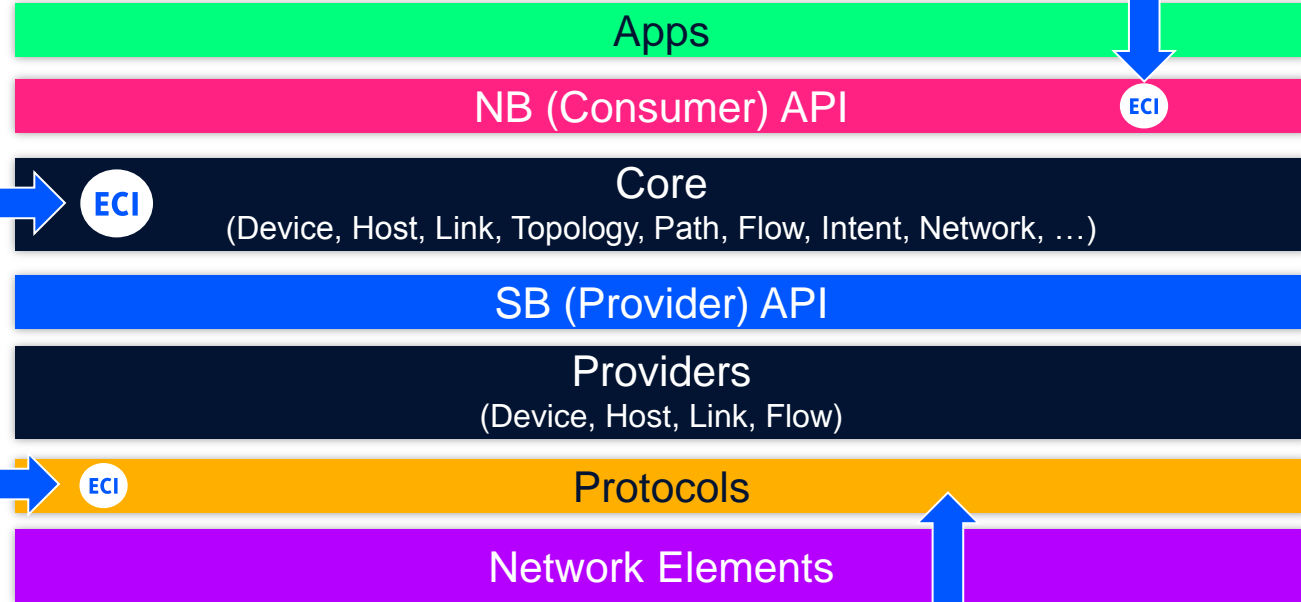 Apps
NB (Consumer) API
ECI
Core
ECI
(Device, Host, Link, Topology, Path, Flow, Intent, Network, …)
SB (Provider) API
Providers
(Device, Host, Link, Flow)
ECI
Protocols
Network Elements